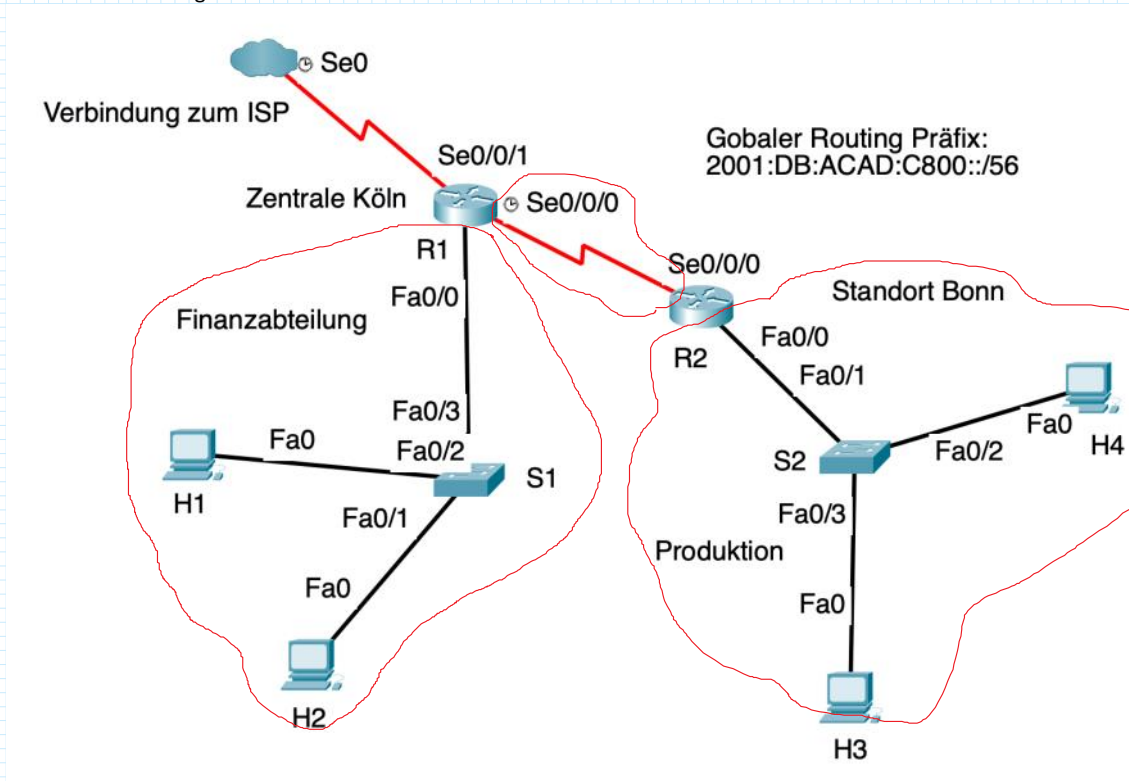 Se0
Verbindung zum ISP
Gobaler Routing Präfix:
2001:DB:ACAD:C800::/56
Se0/0/1
Zentrale Köln
Se0/0/0
R1
Se0/0/0
Standort Bonn
Fa0/0
Finanzabteilung
Fa0/0
R2
Fa0/1
Fa0/3
Fa0
Fa0/2
Fa0
Fa0/2
H4
S2
S1
H1
Fa0/1
Fa0/3
Produktion
Fa0
Fa0
H2
H3